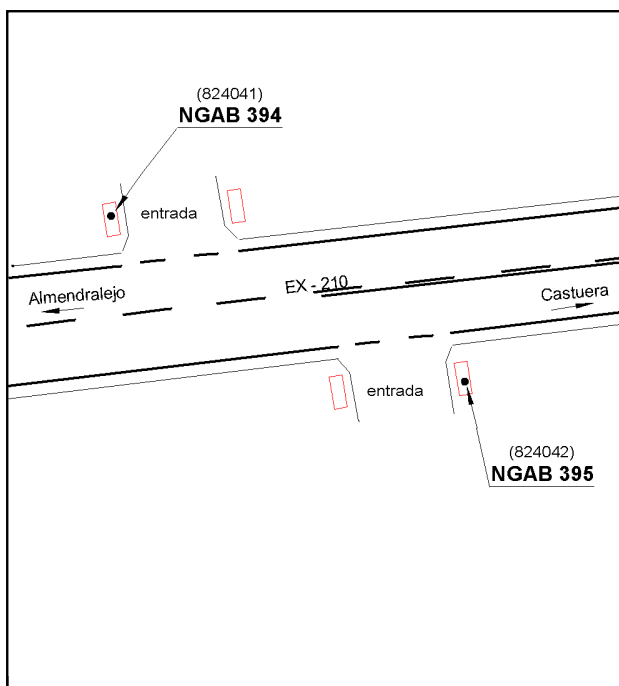 (824041)
NGAB 394
entrada
EX - 210
Almendralejo
Castuera
entrada
(824042)
NGAB 395